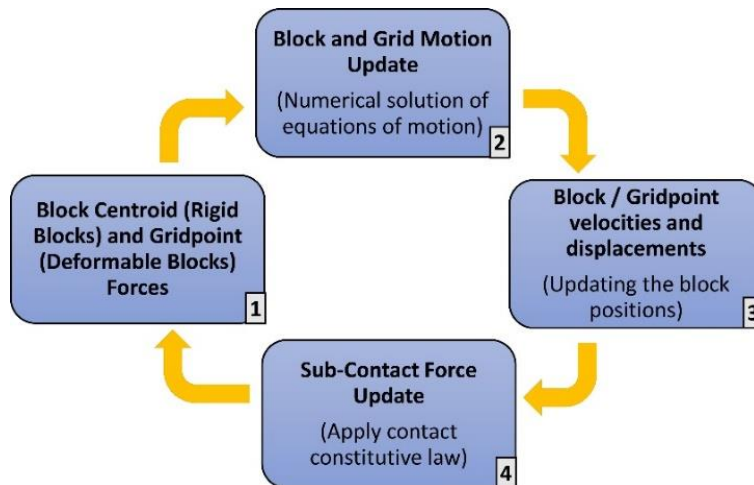 Block and Grid Motion
Update
(Numerical solution of
equations of motion)
2
Block Centroid (Rigid
Blocks) and Gridpoint
(Deformable Blocks)
Forces
1
Block / Gridpoint
velocities and
displacements
(Updating the block
positions)
3
Sub-Contact Force
Update
(Apply contact
constitutive law)
4